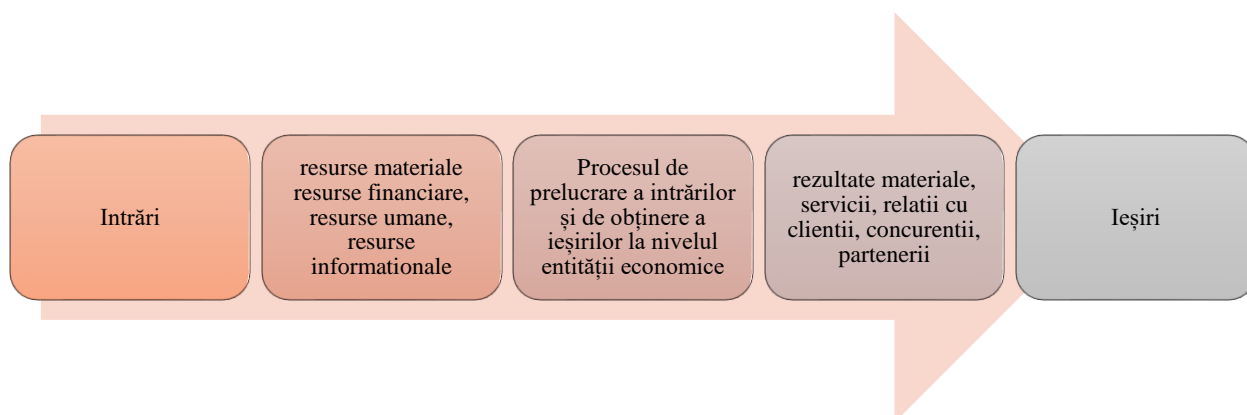 Intrări
resurse materiale
resurse financiare,
resurse umane,
resurse
informationale
Procesul de
prelucrare a intrărilor
și de obținere a
ieșirilor la nivelul
entității economice
rezultate materiale,
servicii, relatii cu
clientii, concurentii,
partenerii
Ieșiri